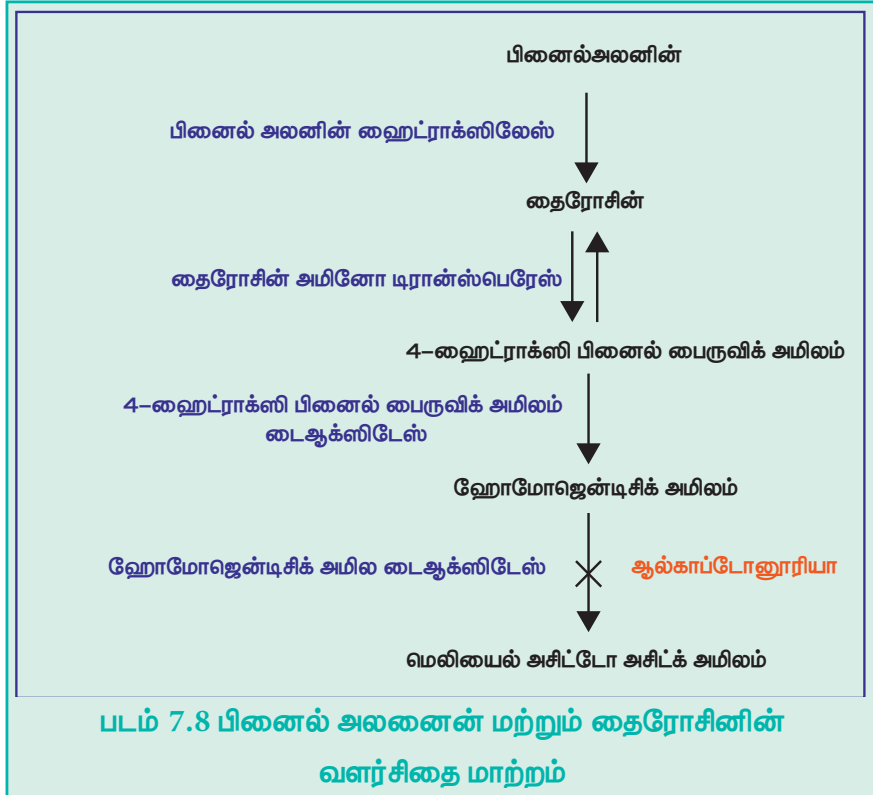 பினைல்அலனின்
பினைல் அலனின் ஹைட்ராக்ஸிலேஸ்
தைரோசின்
தைரோசின் அமினோ டிரான்ஸ்பெரேஸ்
4–ஹைட்ராக்ஸி பினைல் பைருவிக் அமிலம்
4–ஹைட்ராக்ஸி பினைல் பைருவிக் அமிலம்
டைஆக்ஸிடேஸ்
ஹோமோஜென்டிசிக் அமிலம்
ஹோமோஜென்டிசிக் அமில டைஆக்ஸிடேஸ்
ஆல்காப்டோனூரியா
மெலியைல் அசிட்டோ அசிட்க் அமிலம்
படம் 7.8 பினைல் அலனைன் மற்றும் தைரோசினின்
வளர்சிதை மாற்றம்